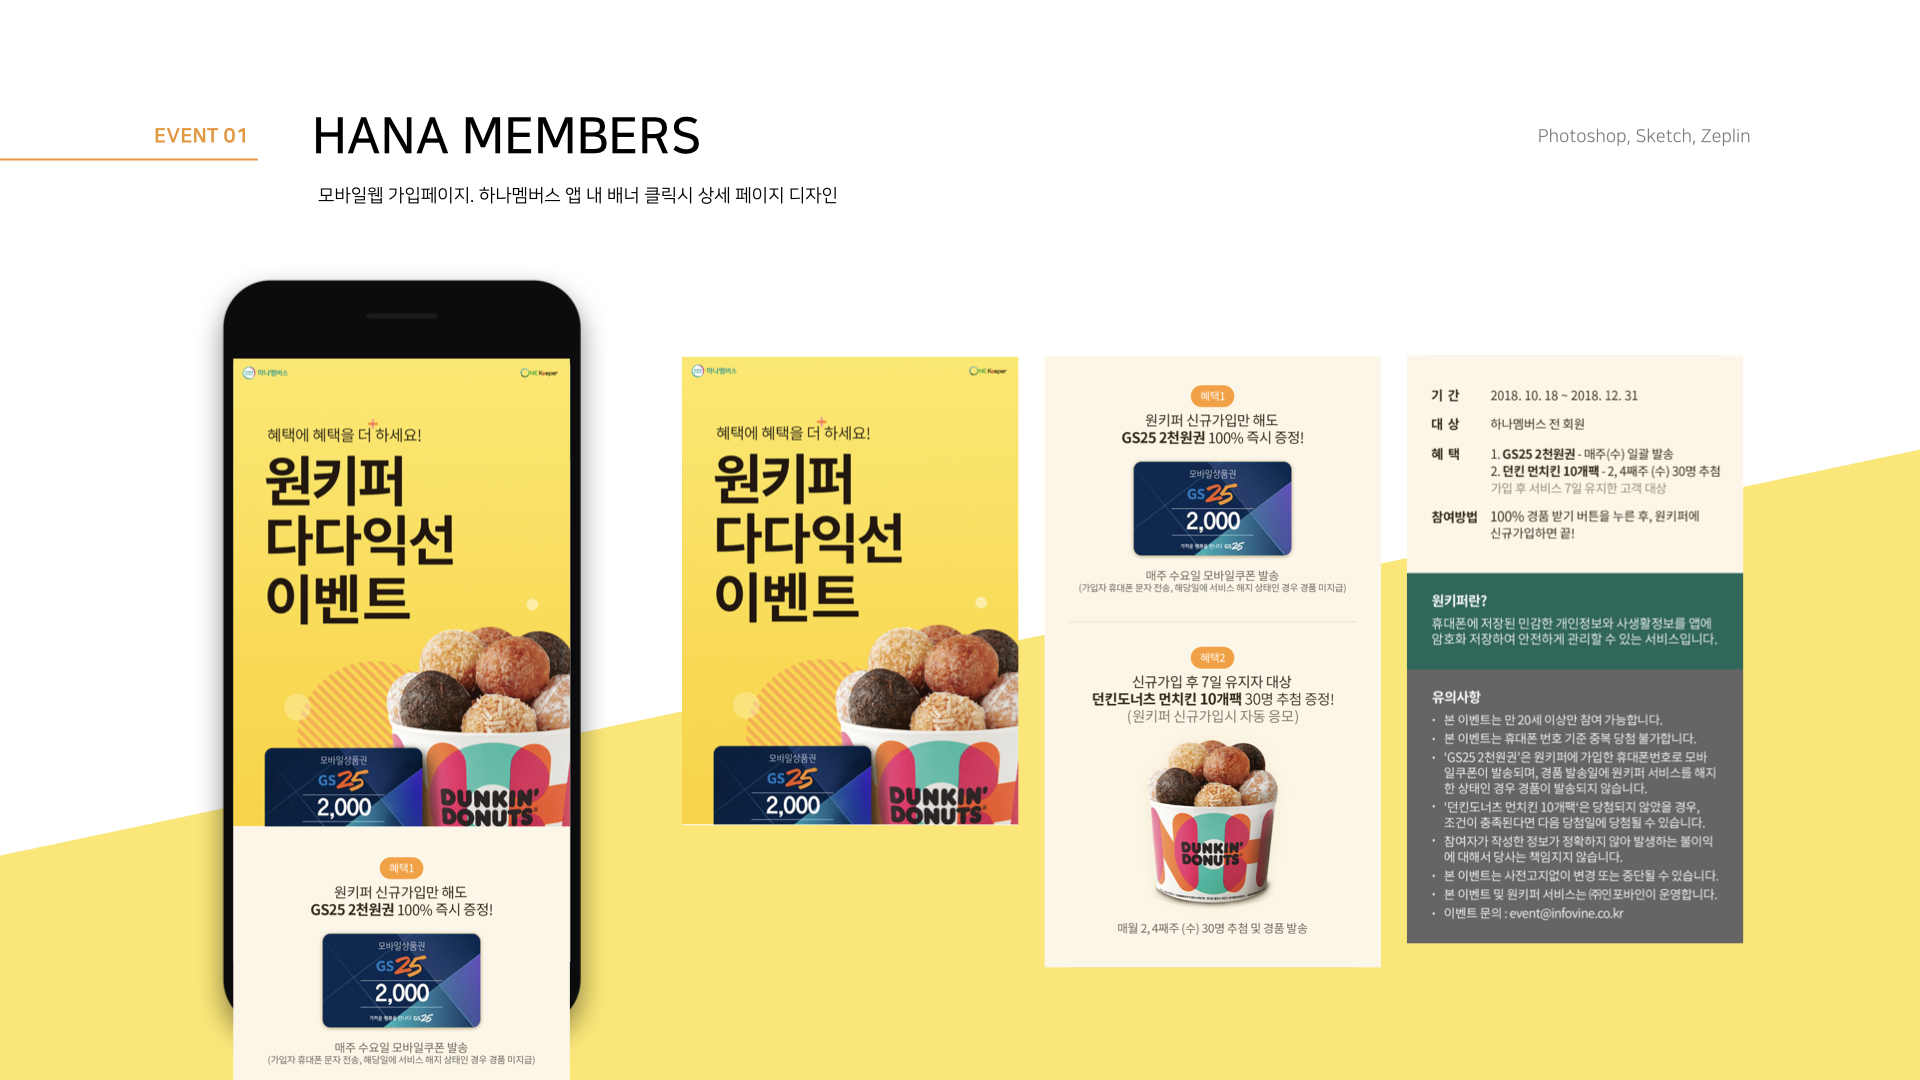 EVENT 01
HANA MEMBERS
Photoshop, Sketch, Zeplin
모바일웹 가입페이지. 하나멤버스 앱 내 배너 클릭시 상세 페이지 디자인
하나멤버스
ONE Keeper
혜택에 혜택을 더 하세요!
원키퍼
다다익선
이벤트
모바일상품권
GS25
2,000
DUNKIN'
DONUTS
혜택1
원키퍼 신규가입만 해도
GS25 2천원권 100% 즉시 증정!
모바일상품권
GS25
2,000
가까운 행복을 만나다 GS25
매주 수요일 모바일쿠폰 발송
(가입자 휴대폰 문자 전송, 해당일에 서비스 해지 상태인 경우 경품 미지급)
하나멤버스
ONE Keeper
혜택에 혜택을 더 하세요!
원키퍼
다다익선
이벤트
모바일상품권
GS25
2,000
DUNKIN'
DONUTS
혜택1
원키퍼 신규가입만 해도
GS25 2천원권 100% 즉시 증정!
모바일상품권
GS25
2,000
가까운 행복을 만나다 GS25
매주 수요일 모바일쿠폰 발송
(가입자 휴대폰 문자 전송, 해당일에 서비스 해지 상태인 경우 경품 미지급)
혜택2
신규가입 후 7일 유지자 대상
던킨도너츠 먼치킨 10개팩 30명 추첨 증정!
(원키퍼 신규가입시 자동 응모)
DUNKIN'
DONUTS
매월 2, 4째주 (수) 30명 추첨 및 경품 발송
기 간 2018. 10. 18 ~ 2018. 12. 31
대 상 하나멤버스 전 회원
혜 택 1. GS25 2천원권 - 매주(수) 일괄 발송
2. 던킨 먼치킨 10개팩 - 2, 4째주 (수) 30명 추첨
가입 후 서비스 7일 유지한 고객 대상
참여방법 100% 경품 받기 버튼을 누른 후, 원키퍼에
신규가입하면 끝!
원키퍼란?
휴대폰에 저장된 민감한 개인정보와 사생활정보를 앱에
암호화 저장하여 안전하게 관리할 수 있는 서비스입니다.
유의사항
· 본 이벤트는 만 20세 이상만 참여 가능합니다.
· 본 이벤트는 휴대폰 번호 기준 중복 당첨 불가합니다.
· 'GS25 2천원권'은 원키퍼에 가입한 휴대폰번호로 모바
일쿠폰이 발송되며, 경품 발송일에 원키퍼 서비스를 해지
한 상태인 경우 경품이 발송되지 않습니다.
· '던킨도너츠 먼치킨 10개팩'은 당첨되지 않았을 경우,
조건이 충족된다면 다음 당첨일에 당첨될 수 있습니다.
· 참여자가 작성한 정보가 정확하지 않아 발생하는 불이익
에 대해서 당사는 책임지지 않습니다.
· 본 이벤트는 사전고지없이 변경 또는 중단될 수 있습니다.
· 본 이벤트 및 원키퍼 서비스는 ㈜인포바인이 운영합니다.
· 이벤트 문의 : event@infovine.co.kr